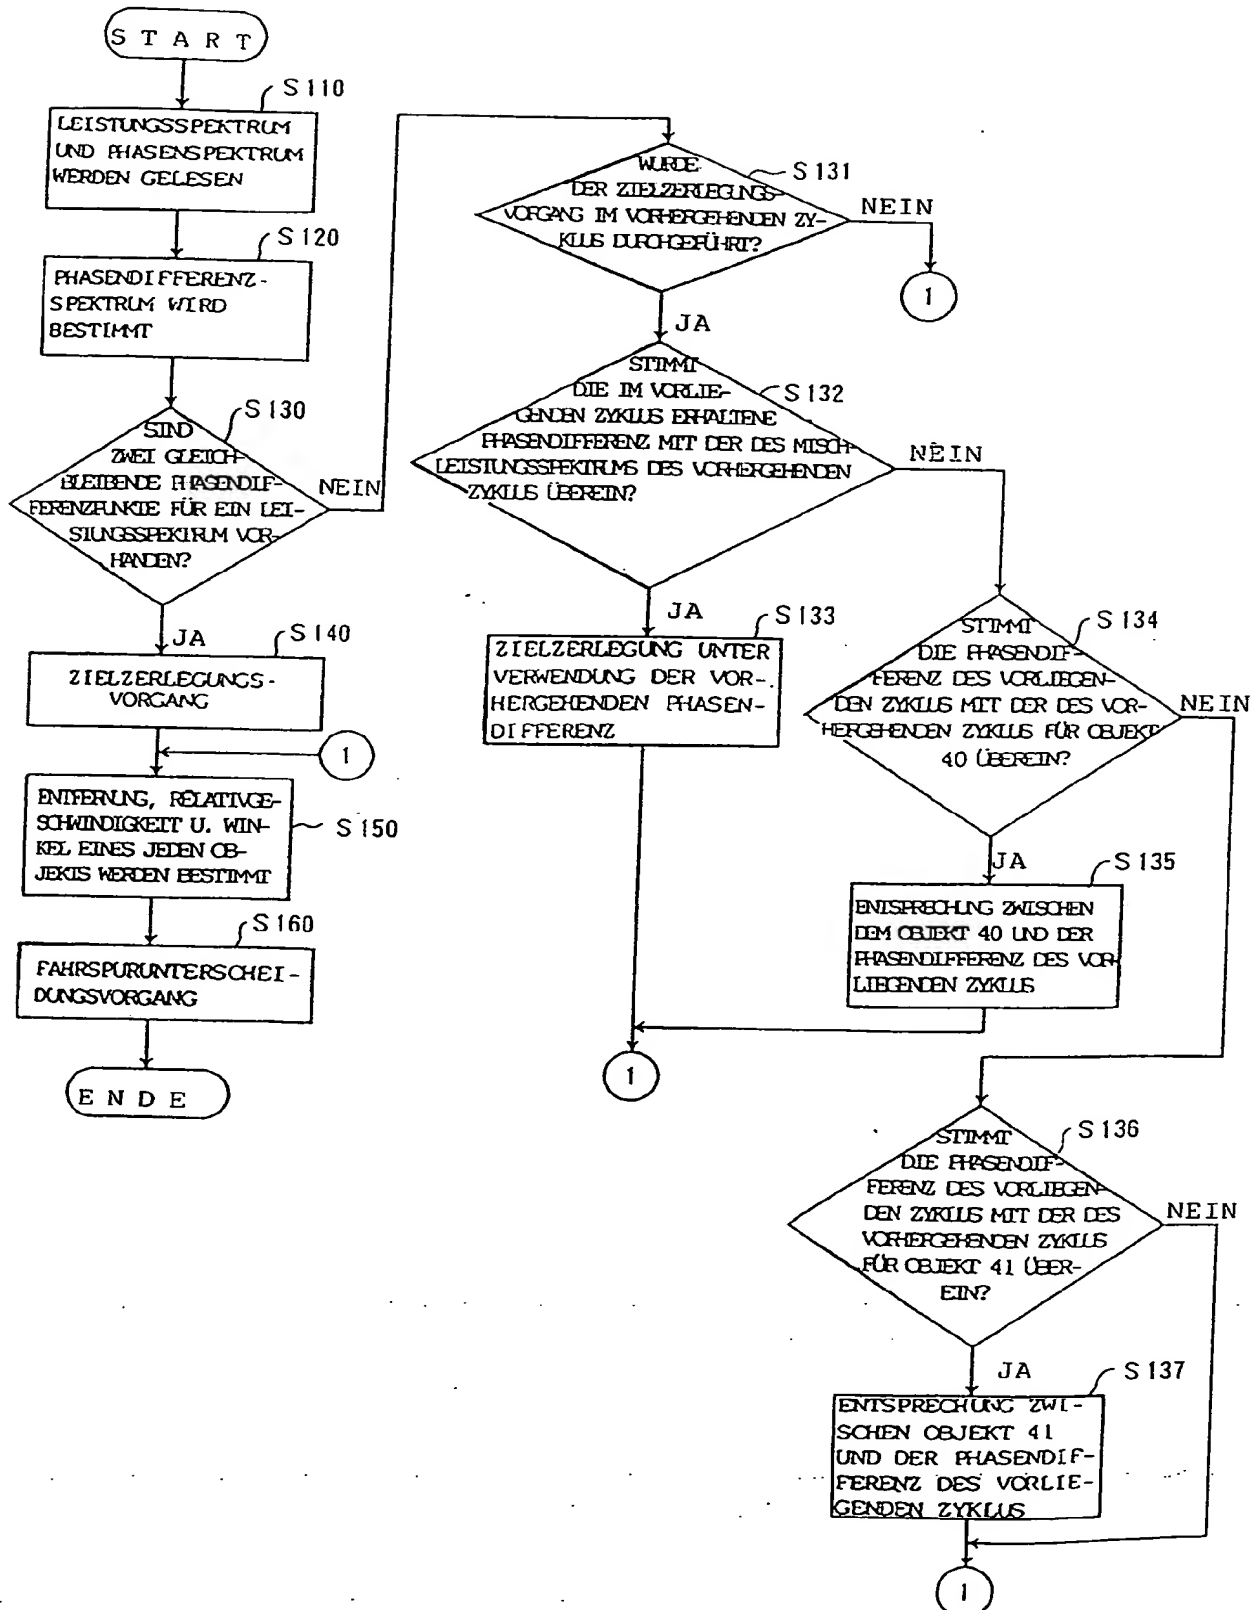 START
S110
LEISTUNGSSPEKTRUM
UND PHASENSPEKTRUM
WERDEN GELESEN
S120
PHASENDIFFERENZ-
SPEKTRUM WIRD
BESTIMMT
S130
SIND
ZWEI GLEICH-
BLEIBENDE PHASENDIF-
FERENZPUNKTE FÜR EIN LEI-
STUNGSSPEKTRUM VOR-
HANDEN?
NEIN
JA
S140
ZIELZERLEGUNGS-
VORGANG
1
ENTFERNUNG, RELATIVGE-
SCHWINDIGKEIT U. WIN-
KEL EINES JEDEN OB-
JEKTS WERDEN BESTIMMT
S150
S160
FAHRSPURUNTERSCHEI-
DUNGSVORGANG
ENDE
S131
WURDE
DER ZIELZERLEGUNGS-
VORGANG IM VORHERGEHENDEN ZY-
KLUS DURCHGEFÜHRT?
NEIN
1
JA
S132
STIMMT
DIE IM VORLIE-
GENDEN ZYKLUS ERHALTENE
PHASENDIFFERENZ MIT DER DES MISCH-
LEISTUNGSSPEKTRUMS DES VORHERGEHENDEN
ZYKLUS ÜBEREIN?
NEIN
JA
S133
ZIELZERLEGUNG UNTER
VERWENDUNG DER VOR-
HERGEHENDEN PHASEN-
DIFFERENZ
S134
STIMMT
DIE PHASENDIF-
FERENZ DES VORLIEGEN-
DEN ZYKLUS MIT DER DES VOR-
HERGEHENDEN ZYKLUS FÜR OBJEKT
40 ÜBEREIN?
NEIN
JA
S135
ENTSPRECHUNG ZWISCHEN
DEM OBJEKT 40 UND DER
PHASENDIFFERENZ DES VOR-
LIEGENDEN ZYKLUS
1
S136
STIMMT
DIE PHASENDIF-
FERENZ DES VORLIEGEN-
DEN ZYKLUS MIT DER DES
VORHERGEHENDEN ZYKLUS
FÜR OBJEKT 41 ÜBER-
EIN?
NEIN
JA
S137
ENTSPRECHUNG ZWI-
SCHEN OBJEKT 41
UND DER PHASENDIF-
FERENZ DES VORLIE-
GENDEN ZYKLUS
1